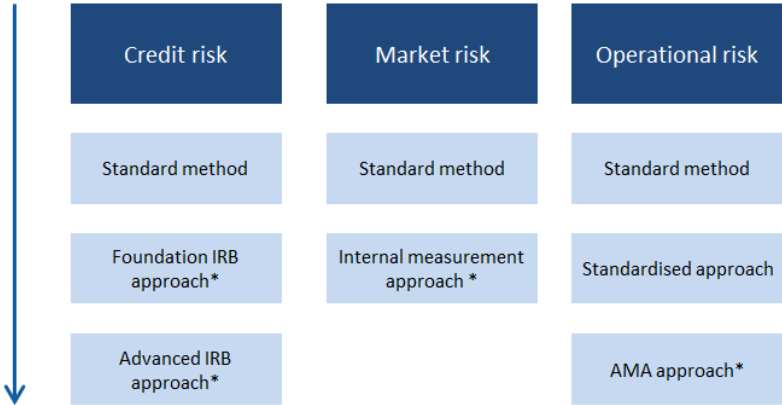 Credit risk
Market risk
Operational risk
Standard method
Standard method
Standard method
Foundation IRB
approach*
Internal measurement
approach *
Standardised approach
Advanced IRB
approach*
AMA approach*